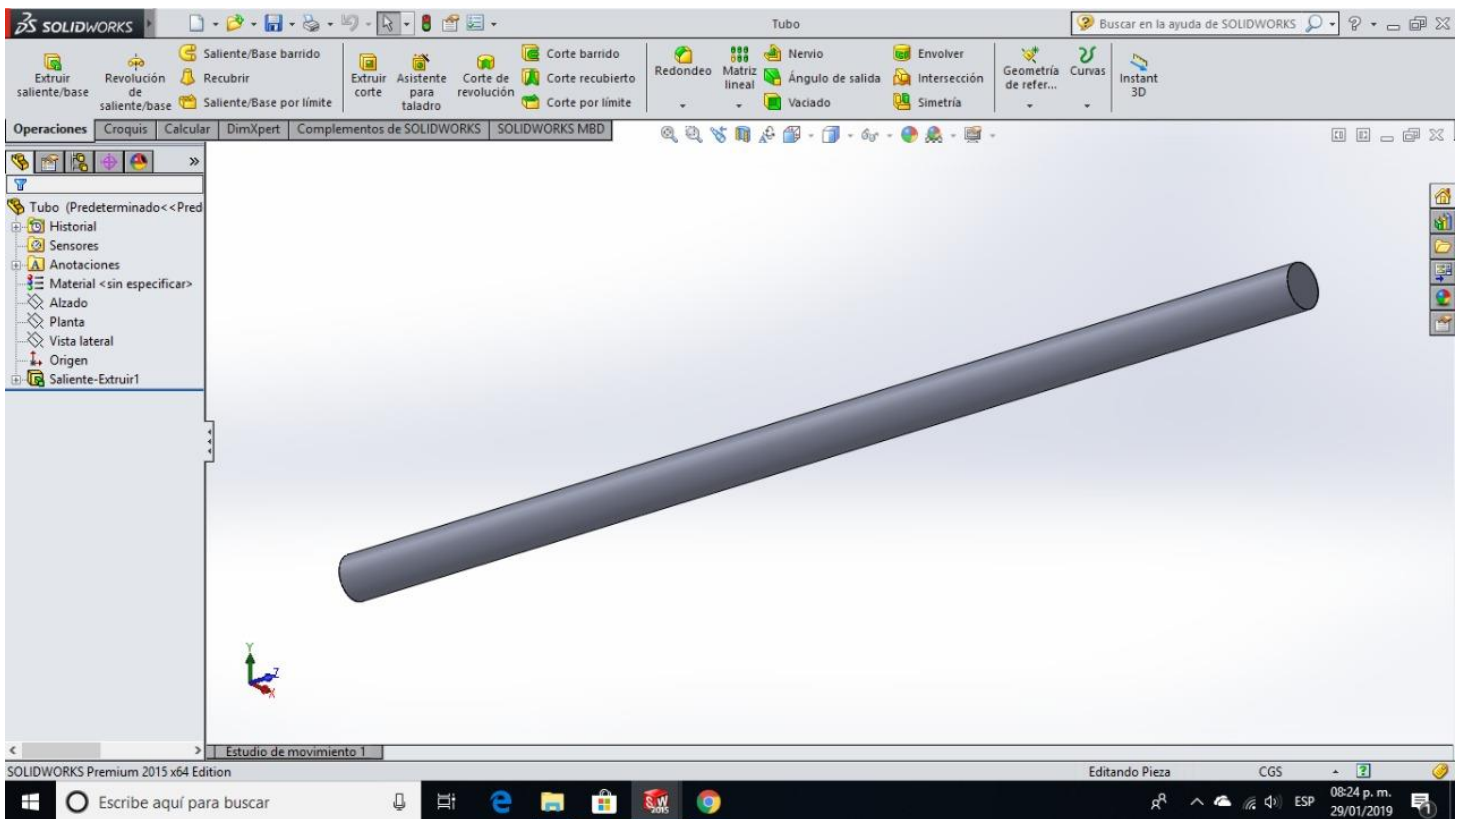 SOLIDWORKS
Tubo
Buscar en la ayuda de SOLIDWORKS
Extruir
saliente/base
Revolución
de
saliente/base
Saliente/Base barrido
Recubrir
Saliente/Base por límite
Extruir
corte
Asistente
para
taladro
Corte de
revolución
Corte barrido
Corte recubierto
Corte por límite
Redondeo
Matriz
lineal
Nervio
Ángulo de salida
Vaciado
Envolver
Intersección
Simetría
Geometría
de refer...
Curvas
Instant
3D
Operaciones
Croquis
Calcular
DimXpert
Complementos de SOLIDWORKS
SOLIDWORKS MBD
Tubo (Predeterminado<<Pred
Historial
Sensores
Anotaciones
Material <sin especificar>
Alzado
Planta
Vista lateral
Origen
Saliente-Extruir1
Y
Z
X
Estudio de movimiento 1
SOLIDWORKS Premium 2015 x64 Edition
Editando Pieza
CGS
Escribe aquí para buscar
ESP
08:24 p. m.
29/01/2019